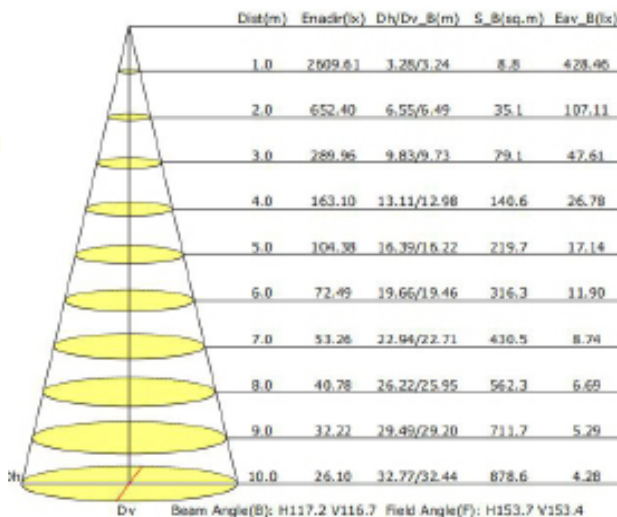 Dist(m) Enadir(lx) Dh/Dv_B(m) S_B(sq.m) Eav_B(lx)
1.0 2609.61 3.28/3.24 8.8 428.46
2.0 652.40 6.55/6.49 35.1 107.11
3.0 289.96 9.83/9.73 79.1 47.61
4.0 163.10 13.11/12.98 140.6 26.78
5.0 104.38 16.39/16.22 219.7 17.14
6.0 72.49 19.66/19.46 316.3 11.90
7.0 53.26 22.94/22.71 430.5 8.74
8.0 40.78 26.22/25.95 562.3 6.69
9.0 32.22 29.49/29.20 711.7 5.29
Dh 10.0 26.10 32.77/32.44 878.6 4.28
Dv Beam Angle(B): H117.2 V116.7 Field Angle(F): H153.7 V153.4